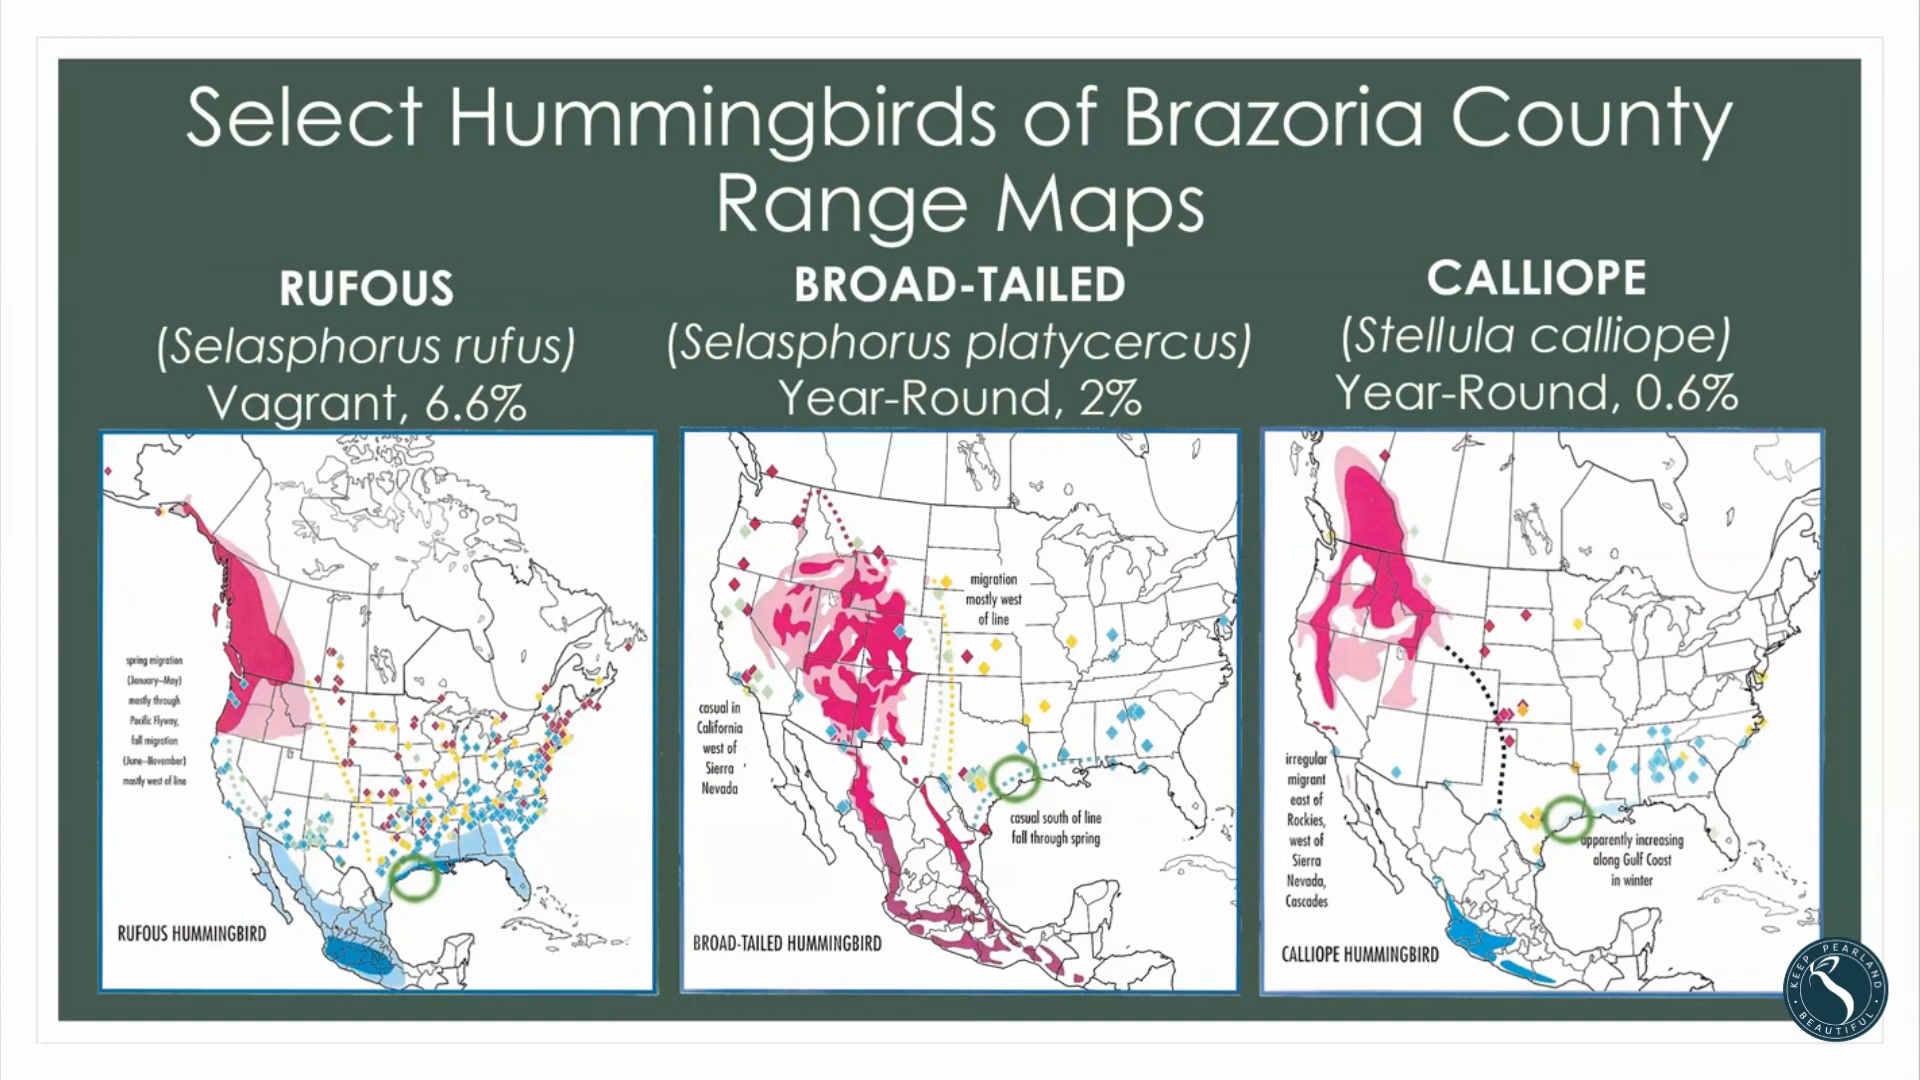 Select Hummingbirds of Brazoria County
Range Maps
RUFOUS
(Selasphorus rufus)
Vagrant, 6.6%
BROAD-TAILED
(Selasphorus platycercus)
Year-Round, 2%
CALLIOPE
(Stellula calliope)
Year-Round, 0.6%
spring migration
(January–May)
mostly through
Pacific Flyway,
fall migration
(June–November)
mostly west of line
RUFOUS HUMMINGBIRD
migration
mostly west
of line
casual in
California
west of
Sierra
Nevada
casual south of line
fall through spring
BROAD-TAILED HUMMINGBIRD
irregular
migrant
east of
Rockies,
west of
Sierra
Nevada,
Cascades
apparently increasing
along Gulf Coast
in winter
CALLIOPE HUMMINGBIRD
KEEP PEARLAND
BEAUTIFUL